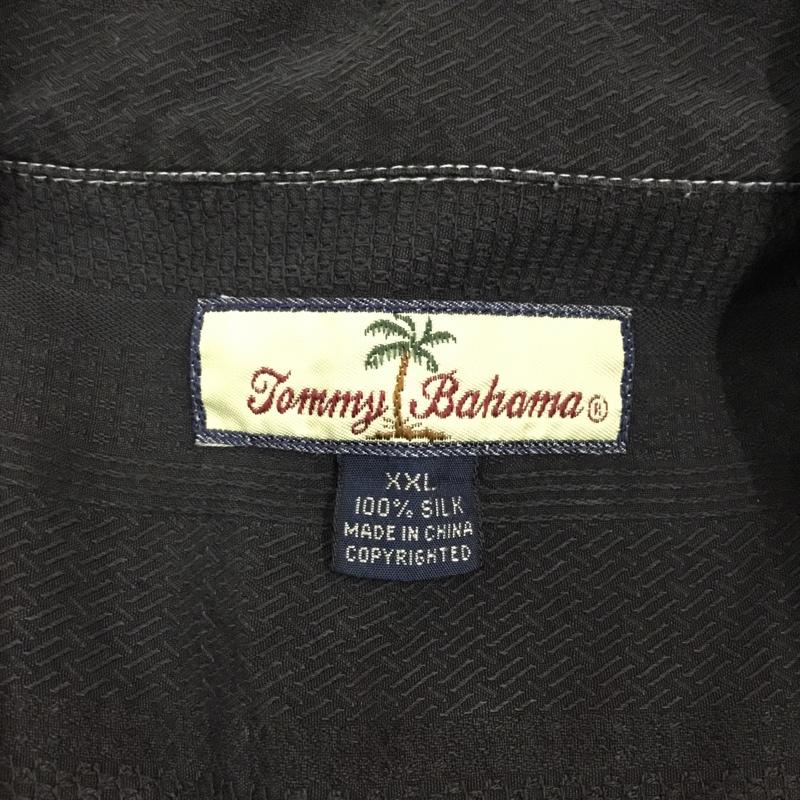 Tommy Bahama®
XXL
100% SILK
MADE IN CHINA
COPYRIGHTED